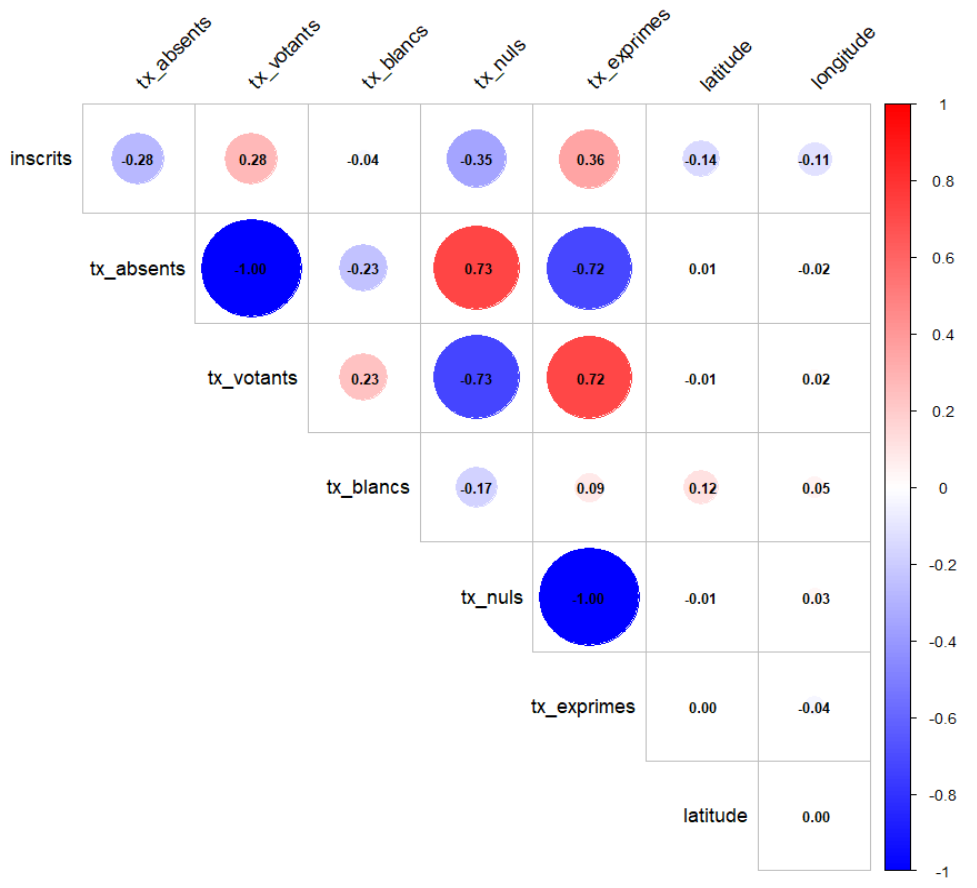 tx_absents tx_votants tx_blancs tx_nuls tx_exprimes latitude longitude
inscrits -0.28 0.28 -0.04 -0.35 0.36 -0.14 -0.11
tx_absents -1.00 -0.23 0.73 -0.72 0.01 -0.02
tx_votants 0.23 -0.73 0.72 -0.01 0.02
tx_blancs -0.17 0.09 0.12 0.05
tx_nuls -1.00 -0.01 0.03
tx_exprimes 0.00 -0.04
latitude 0.00
1
0.8
0.6
0.4
0.2
0
-0.2
-0.4
-0.6
-0.8
-1